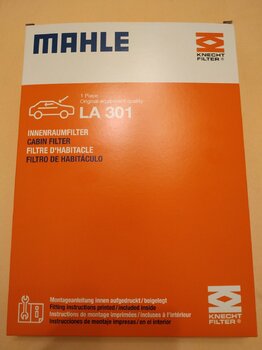 MAHLE
KNECHT
FILTER®
1 Piece
Original equipment quality
LA 301
INNENRAUMFILTER
CABIN FILTER
FILTRE D'HABITACLE
FILTRO DE HABITÁCULO
Montageanleitung innen aufgedruckt / beigelegt
Fitting instructions printed / included inside
Instructions de montage imprimées / incluses à l'intérieur
Instrucciones de montaje impresas / en el interior
KNECHT
FILTER®